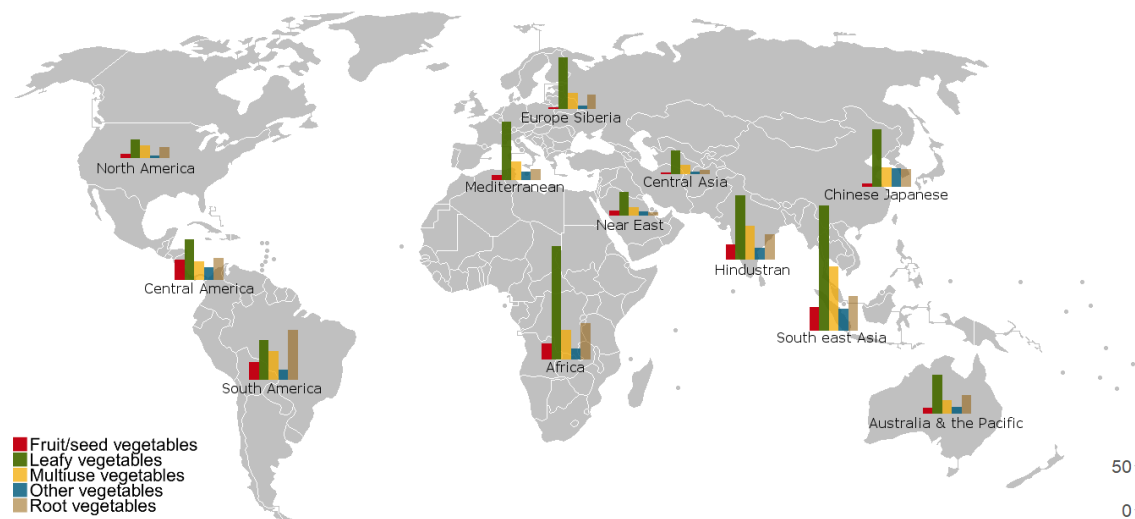 Europe Siberia
North America
Mediterranean
Central Asia
Chinese Japanese
Near East
Hindustran
Central America
South east Asia
Africa
South America
Australia & the Pacific
Fruit/seed vegetables
Leafy vegetables
Multiuse vegetables
Other vegetables
Root vegetables
50
0